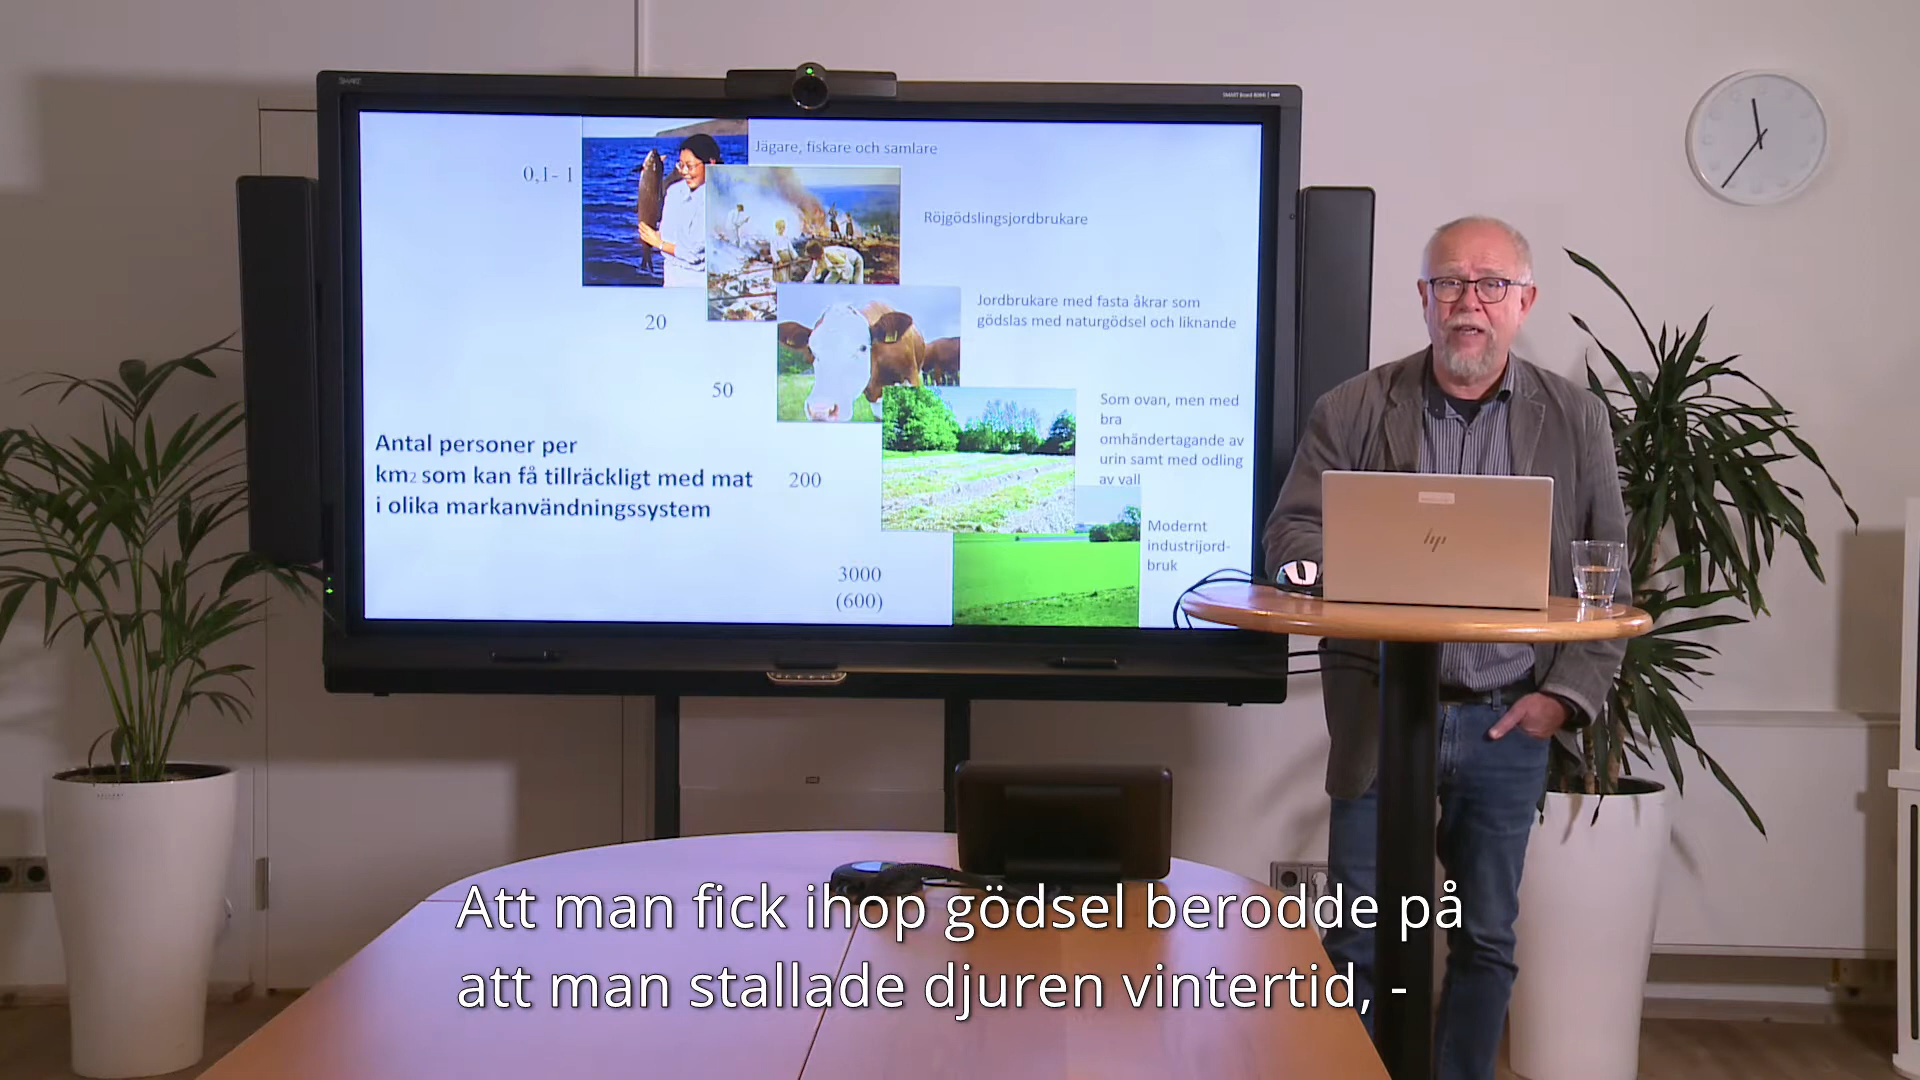 SMART
Jägare, fiskare och samlare
0,1- 1
Röjgödslingsjordbrukare
Jordbrukare med fasta åkrar som
gödslas med naturgödsel och liknande
20
50
Som ovan, men med
bra
omhändertagande av
urin samt med odling
av vall
Antal personer per
km2 som kan få tillräckligt med mat
i olika markanvändningssystem
200
Modernt
industrijord-
bruk
3000
(600)
hp
Att man fick ihop gödsel berodde på
att man stallade djuren vintertid, -